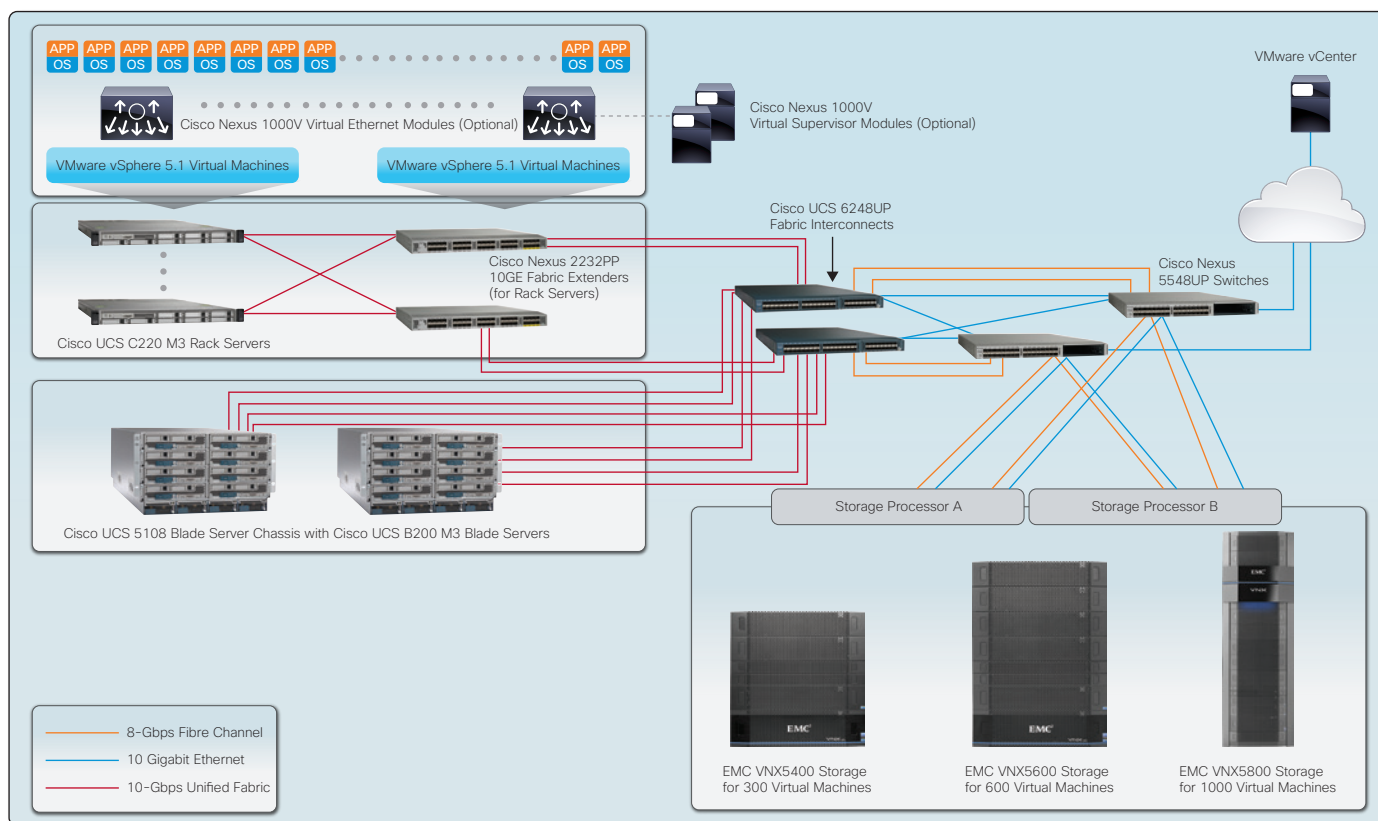 APP APP APP APP APP APP APP APP APP APP
OS OS OS OS OS OS OS OS OS OS
Cisco Nexus 1000V Virtual Ethernet Modules (Optional)
VMware vSphere 5.1 Virtual Machines
VMware vSphere 5.1 Virtual Machines
Cisco Nexus 1000V
Virtual Supervisor Modules (Optional)
VMware vCenter
Cisco Nexus 2232PP
10GE Fabric Extenders
(for Rack Servers)
Cisco UCS C220 M3 Rack Servers
Cisco UCS 6248UP
Fabric Interconnects
Cisco Nexus
5548UP Switches
Cisco UCS 5108 Blade Server Chassis with Cisco UCS B200 M3 Blade Servers
Storage Processor A
Storage Processor B
EMC²
EMC²
EMC²
VNX
EMC VNX5400 Storage
for 300 Virtual Machines
EMC VNX5600 Storage
for 600 Virtual Machines
EMC VNX5800 Storage
for 1000 Virtual Machines
8-Gbps Fibre Channel
10 Gigabit Ethernet
10-Gbps Unified Fabric